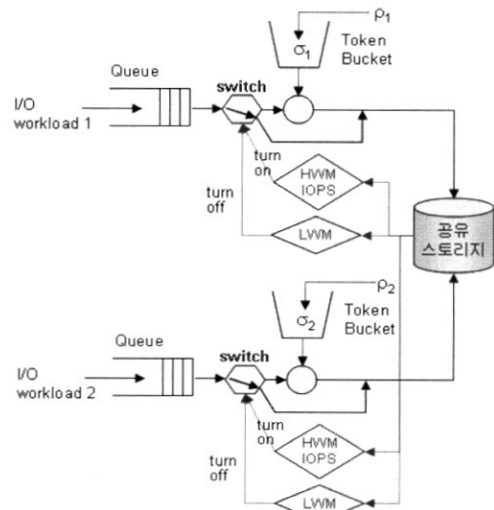 ρ1
σ1
Token
Bucket
Queue
switch
I/O
workload 1
turn
on
HWM
IOPS
turn
off
LWM
공유
스토리지
ρ2
σ2
Token
Bucket
Queue
switch
I/O
workload 2
turn
on
HWM
IOPS
turn
off
LWM